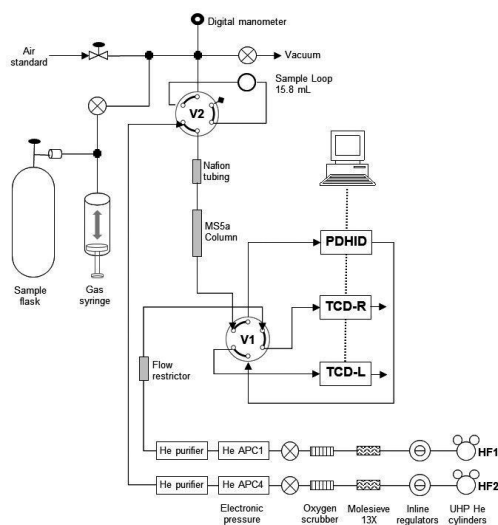 Digital manometer
Air
standard
Vacuum
Sample Loop
15.8 mL
V2
Nafion
tubing
MS5a
Column
PDHID
Sample
flask
Gas
syringe
TCD-R
V1
Flow
restrictor
TCD-L
He purifier
He APC1
HF1
He purifier
He APC4
HF2
Electronic
pressure
Oxygen
scrubber
Molesieve
13X
Inline
regulators
UHP He
cylinders